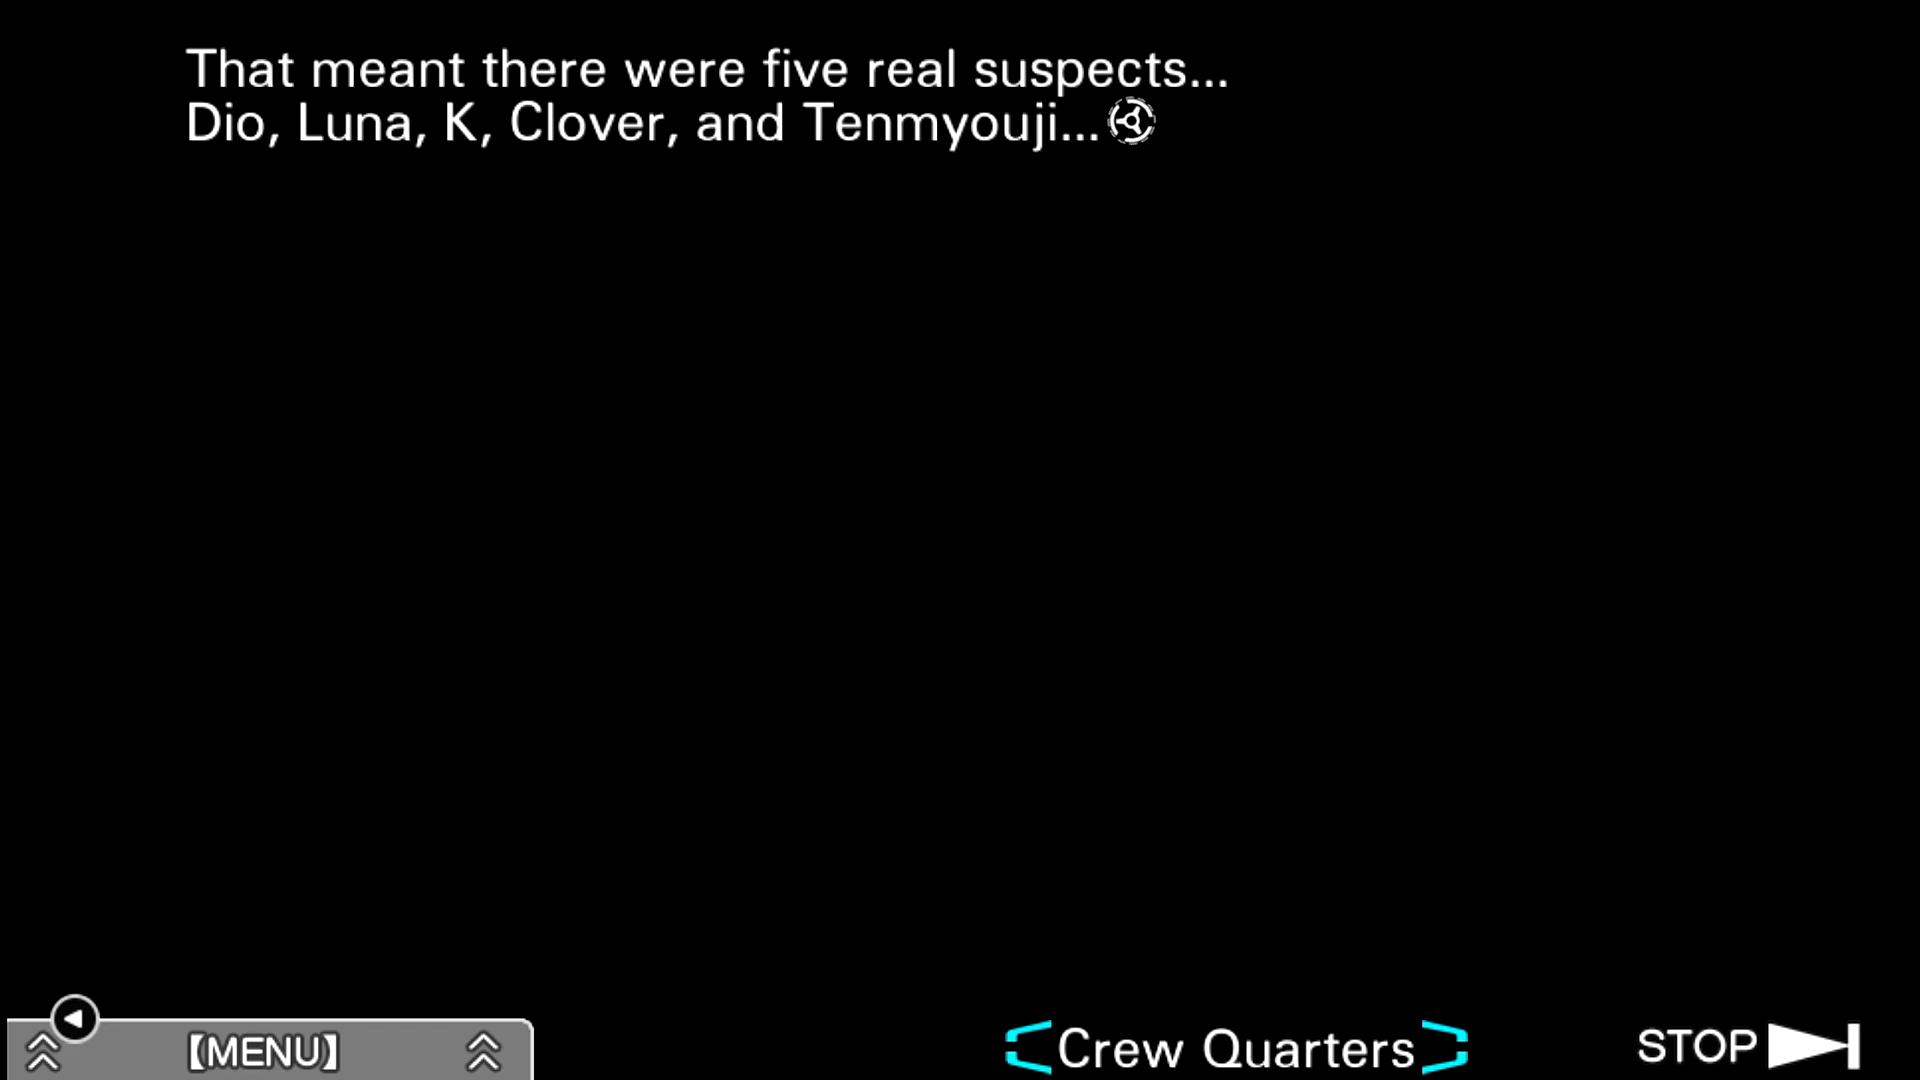 That meant there were five real suspects...
Dio, Luna, K, Clover, and Tenmyouji...
【MENU】
Crew Quarters
STOP